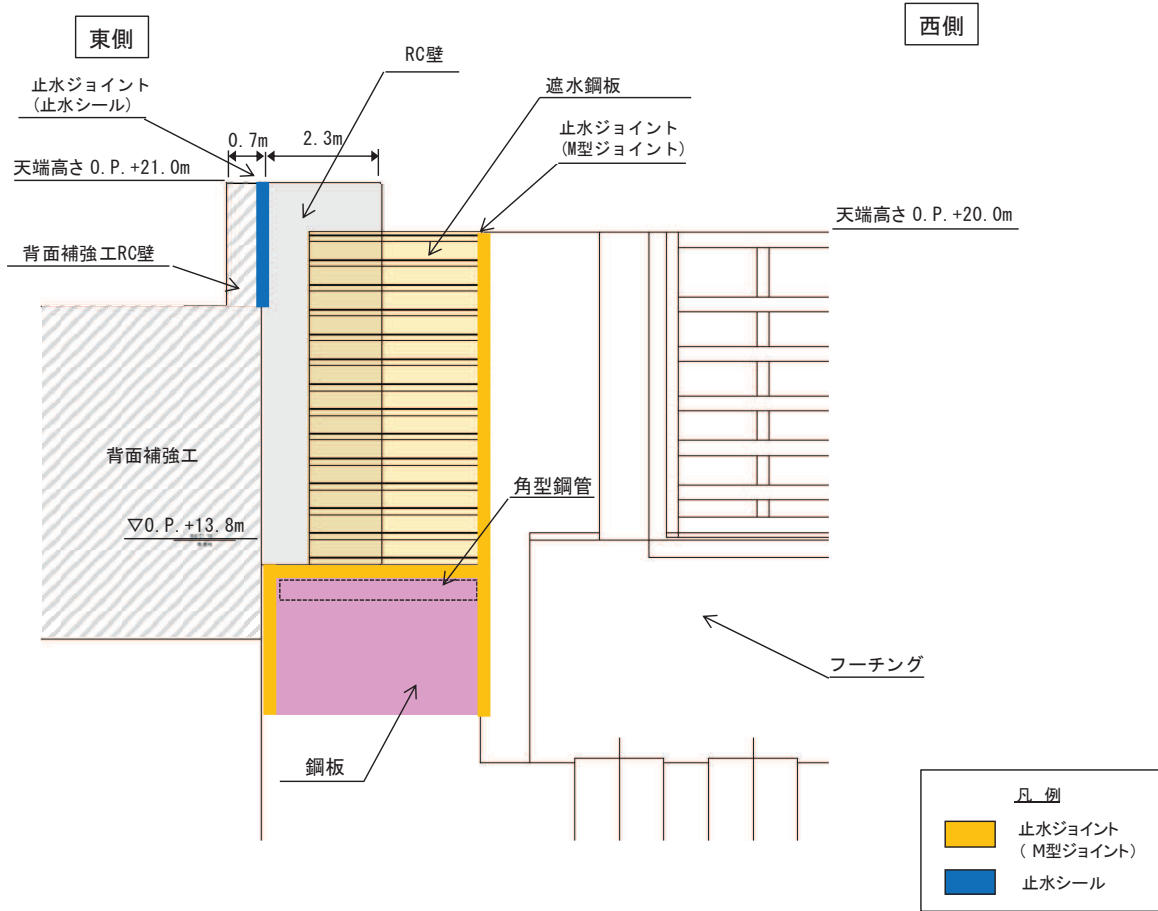 東側
西側
RC壁
止水ジョイント
(止水シール)
遮水鋼板
止水ジョイント
(M型ジョイント)
0.7m
2.3m
天端高さ O.P.+21.0m
天端高さ O.P.+20.0m
背面補強工RC壁
背面補強工
角型鋼管
▽O.P.+13.8m
フーチング
鋼板
凡 例
止水ジョイント
( M型ジョイント)
止水シール